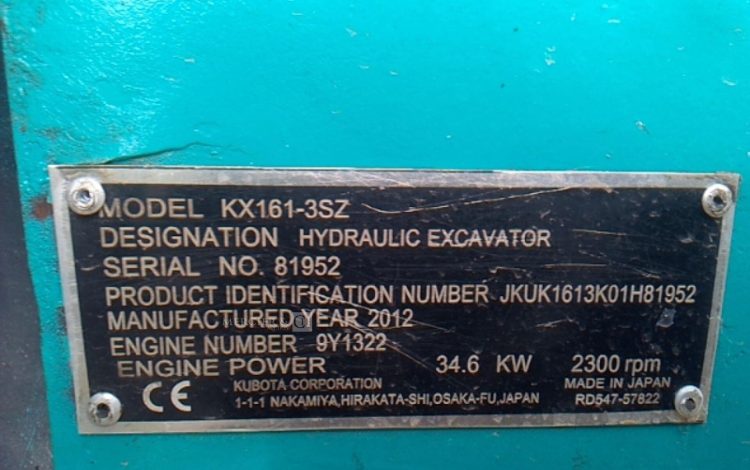 MODEL KX161-3SZ
DESIGNATION HYDRAULIC EXCAVATOR
SERIAL NO. 81952
PRODUCT IDENTIFICATION NUMBER JKUK1613K01H81952
MANUFACTURED YEAR 2012
ENGINE NUMBER 9Y1322
ENGINE POWER 34.6 KW 2300 rpm
CE KUBOTA CORPORATION MADE IN JAPAN
1-1-1 NAKAMIYA,HIRAKATA-SHI,OSAKA-FU,JAPAN RD547-57822